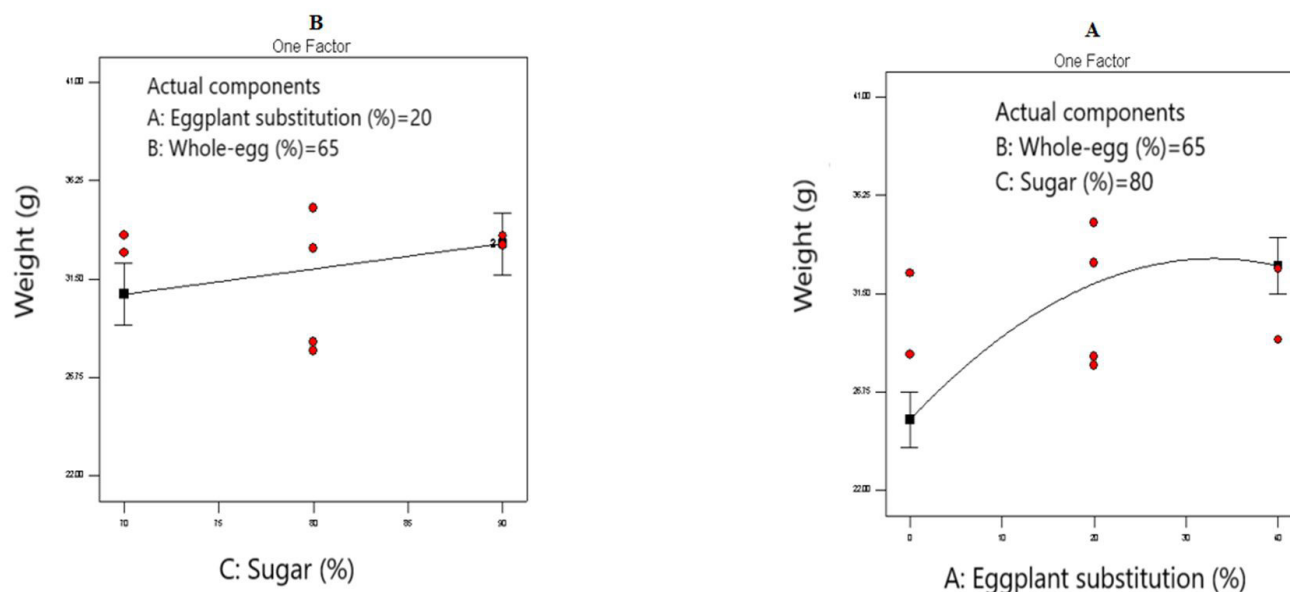 B
One Factor
Actual components
A: Eggplant substitution (%)=20
B: Whole-egg (%)=65
Weight (g)
41.00
36.25
31.50
26.75
22.00
2
70
75
80
85
90
C: Sugar (%)
A
One Factor
Actual components
B: Whole-egg (%)=65
C: Sugar (%)=80
Weight (g)
41.00
36.25
31.50
26.75
22.00
0
10
20
30
40
A: Eggplant substitution (%)